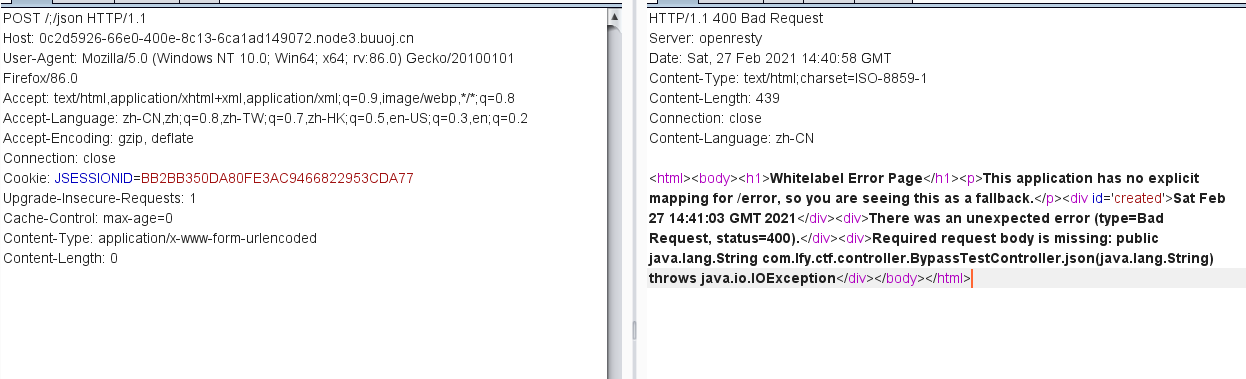 POST /;/json HTTP/1.1
Host: 0c2d5926-66e0-400e-8c13-6ca1ad149072.node3.buuoj.cn
User-Agent: Mozilla/5.0 (Windows NT 10.0; Win64; x64; rv:86.0) Gecko/20100101
Firefox/86.0
Accept: text/html,application/xhtml+xml,application/xml;q=0.9,image/webp,*/*;q=0.8
Accept-Language: zh-CN,zh;q=0.8,zh-TW;q=0.7,zh-HK;q=0.5,en-US;q=0.3,en;q=0.2
Accept-Encoding: gzip, deflate
Connection: close
Cookie: JSESSIONID=BB2BB350DA80FE3AC9466822953CDA77
Upgrade-Insecure-Requests: 1
Cache-Control: max-age=0
Content-Type: application/x-www-form-urlencoded
Content-Length: 0
HTTP/1.1 400 Bad Request
Server: openresty
Date: Sat, 27 Feb 2021 14:40:58 GMT
Content-Type: text/html;charset=ISO-8859-1
Content-Length: 439
Connection: close
Content-Language: zh-CN
<html><body><h1>Whitelabel Error Page</h1><p>This application has no explicit
mapping for /error, so you are seeing this as a fallback.</p><div id='created'>Sat Feb
27 14:41:03 GMT 2021</div><div>There was an unexpected error (type=Bad
Request, status=400).</div><div>Required request body is missing: public
java.lang.String com.lfy.ctf.controller.BypassTestController.json(java.lang.String)
throws java.io.IOException</div></body></html>